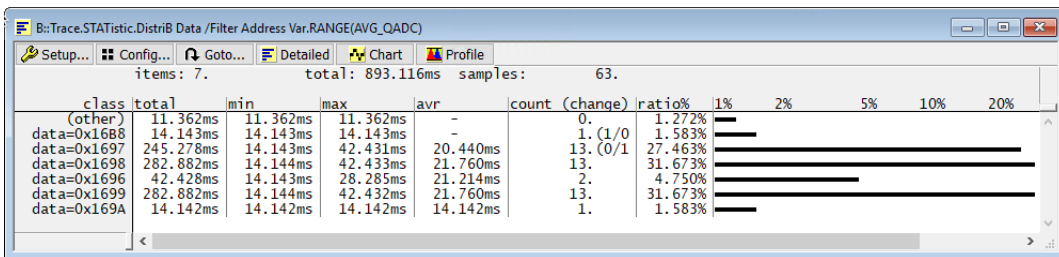 B::Trace.STATistic.DistriB Data /Filter Address Var.RANGE(AVG_QADC)
Setup... Config... Goto... Detailed Chart Profile
items: 7. total: 893.116ms samples: 63.
class total min max avr count (change) ratio% 1% 2% 5% 10% 20%
(other) 11.362ms 11.362ms 11.362ms - 0. 1.272%
data=0x16B8 14.143ms 14.143ms 14.143ms - 1.(1/0 1.583%
data=0x1697 245.278ms 14.143ms 42.431ms 20.440ms 13.(0/1 27.463%
data=0x1698 282.882ms 14.144ms 42.433ms 21.760ms 13. 31.673%
data=0x1696 42.428ms 14.143ms 28.285ms 21.214ms 2. 4.750%
data=0x1699 282.882ms 14.144ms 42.432ms 21.760ms 13. 31.673%
data=0x169A 14.142ms 14.142ms 14.142ms 14.142ms 1. 1.583%